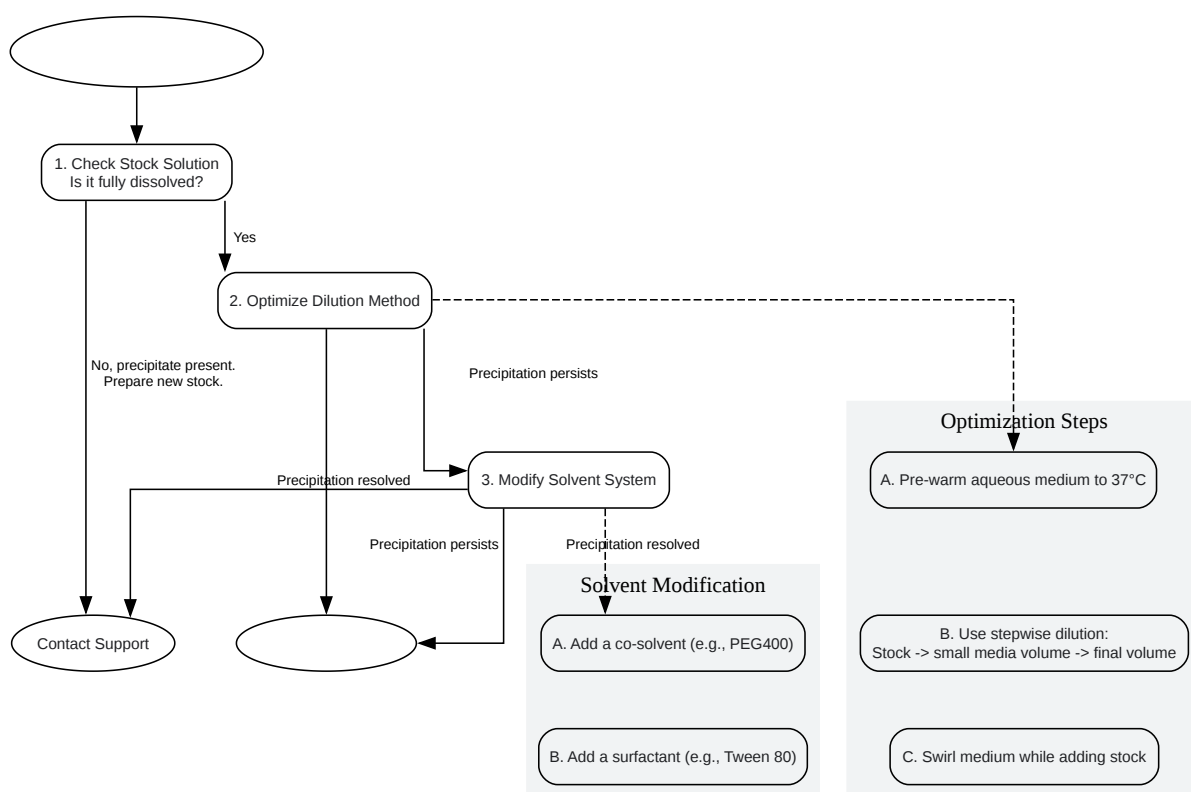 1. Check Stock Solution
Is it fully dissolved?
Yes
2. Optimize Dilution Method
No, precipitate present.
Prepare new stock.
Precipitation persists
Optimization Steps
Precipitation resolved
3. Modify Solvent System
A. Pre-warm aqueous medium to 37°C
Precipitation persists
Precipitation resolved
Solvent Modification
Contact Support
A. Add a co-solvent (e.g., PEG400)
B. Use stepwise dilution:
Stock -> small media volume -> final volume
B. Add a surfactant (e.g., Tween 80)
C. Swirl medium while adding stock